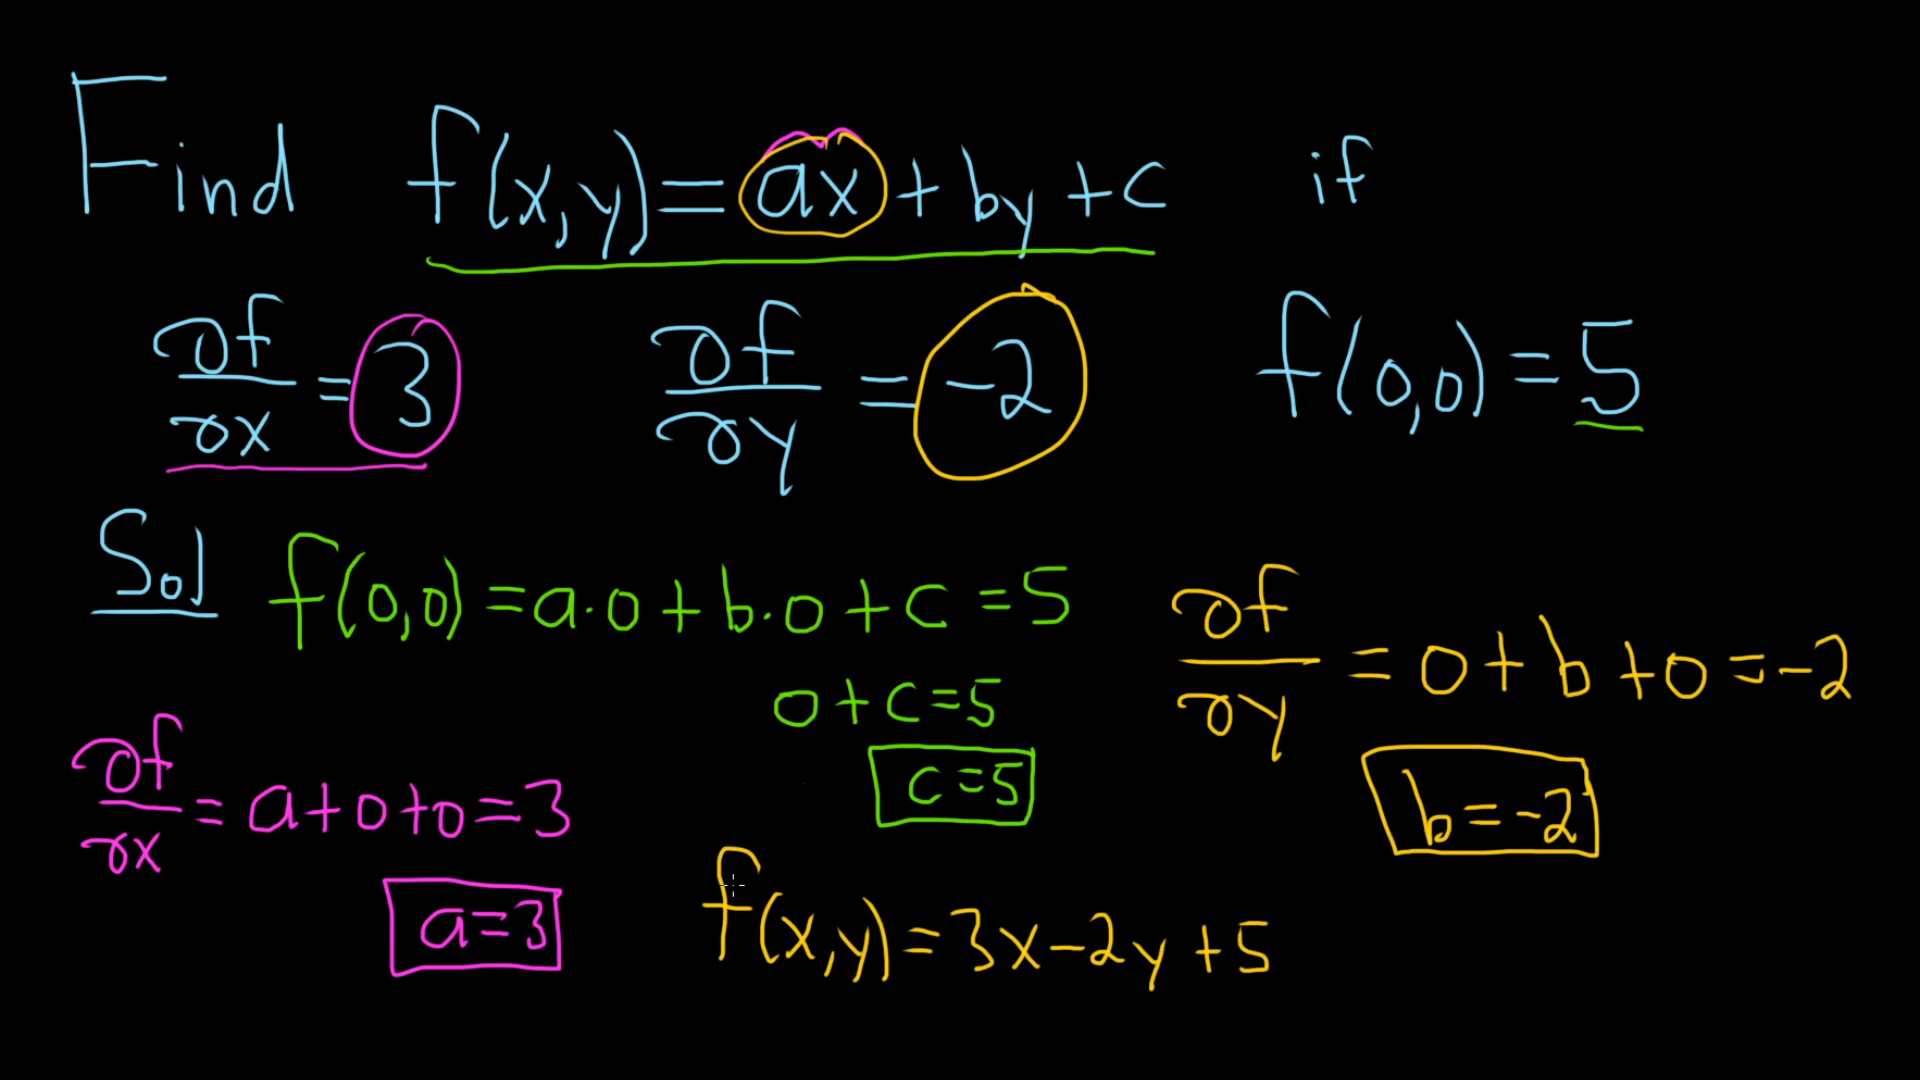 Find f(x,y)=ax+by+c if
∂f/∂x=3 ∂f/∂y=-2 f(0,0)=5
Sol f(0,0)=a·0+b·0+c=5
0+c=5
c=5
∂f/∂y=0+b+0=-2
b=-2
∂f/∂x=a+0+0=3
a=3
f(x,y)=3x-2y+5